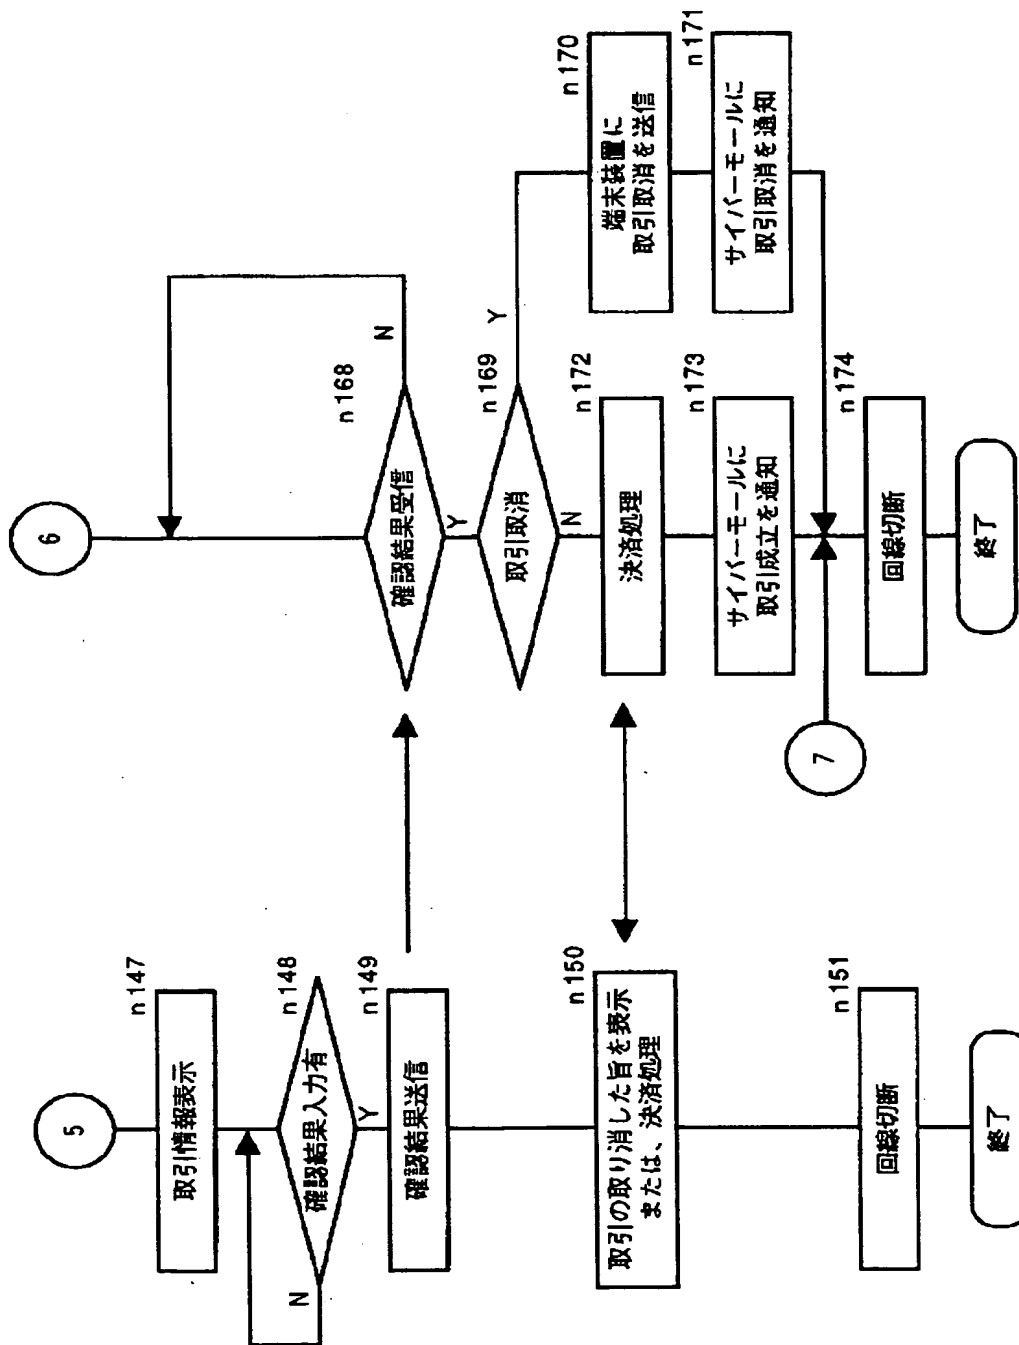 5
取引情報表示
n147
確認結果入力有
n148
N
Y
確認結果送信
n149
取引の取り消した旨を表示
または、決済処理
n150
回線切断
n151
終了
6
確認結果受信
n168
N
Y
取引取消
n169
Y
N
端末装置に
取引取消を送信
n170
サイバーモールに
取引取消を通知
n171
決済処理
n172
サイバーモールに
取引成立を通知
n173
7
回線切断
n174
終了